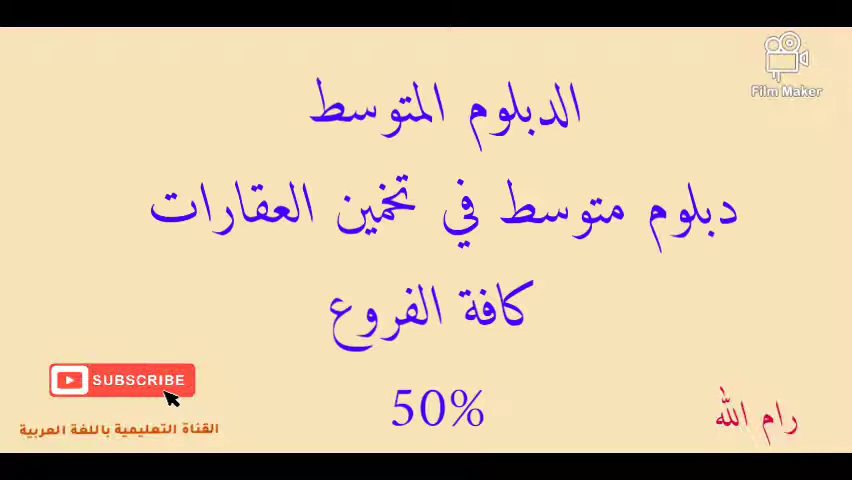 Film Maker
الدبلوم المتوسط
دبلوم متوسط في تخمين العقارات
كافة الفروع
50%
رام الله
SUBSCRIBE
القناة التعليمية باللغة العربية